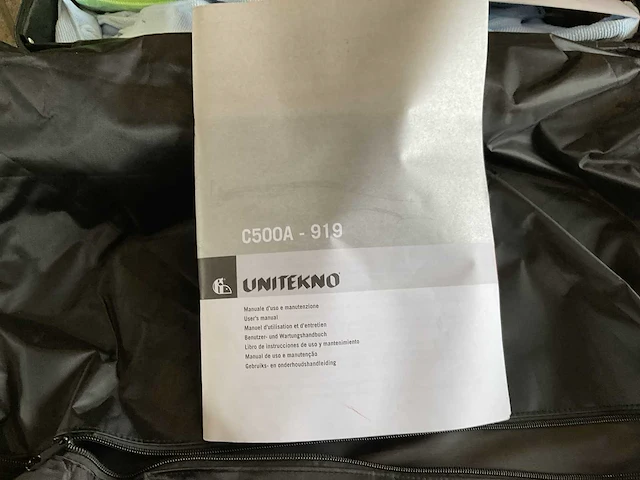 C500A - 919
UNITEKNO
Manuale d'uso e manutenzione
User's manual
Manuel d'utilisation et d'entretien
Benutzer- und Wartungshandbuch
Libro de instrucciones de uso y mantenimiento
Manual de uso e manutenção
Gebruiks- en onderhoudshandleiding